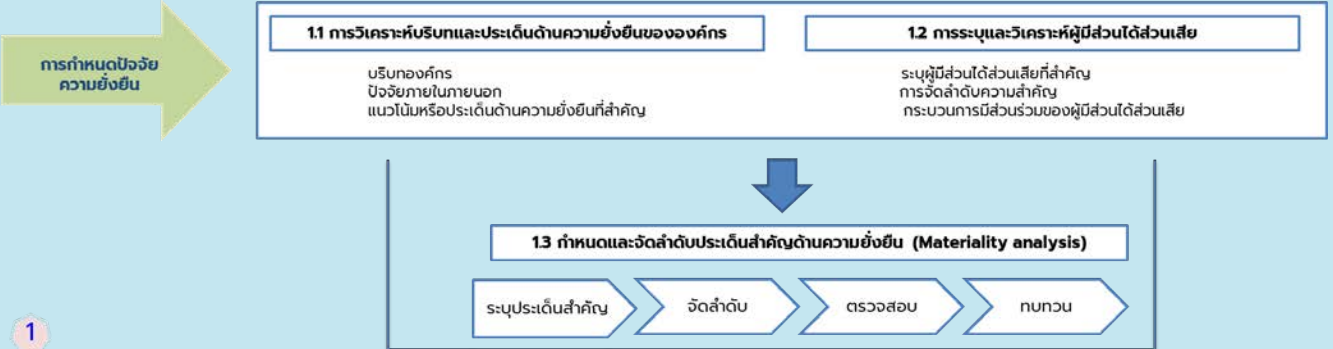 การกำหนดปัจจัย
ความยั่งยืน
1.1 การวิเคราะห์บริบทและประเด็นด้านความยั่งยืนขององค์กร
บริบทองค์กร
ปัจจัยภายในภายนอก
แนวโน้มหรือประเด็นด้านความยั่งยืนที่สำคัญ
1.2 การระบุและวิเคราะห์ผู้มีส่วนได้ส่วนเสีย
ระบุผู้มีส่วนได้ส่วนเสียที่สำคัญ
การจัดลำดับความสำคัญ
กระบวนการมีส่วนร่วมของผู้มีส่วนได้ส่วนเสีย
1.3 กำหนดและจัดลำดับประเด็นสำคัญด้านความยั่งยืน (Materiality analysis)
ระบุประเด็นสำคัญ
จัดลำดับ
ตรวจสอบ
ทบทวน
1